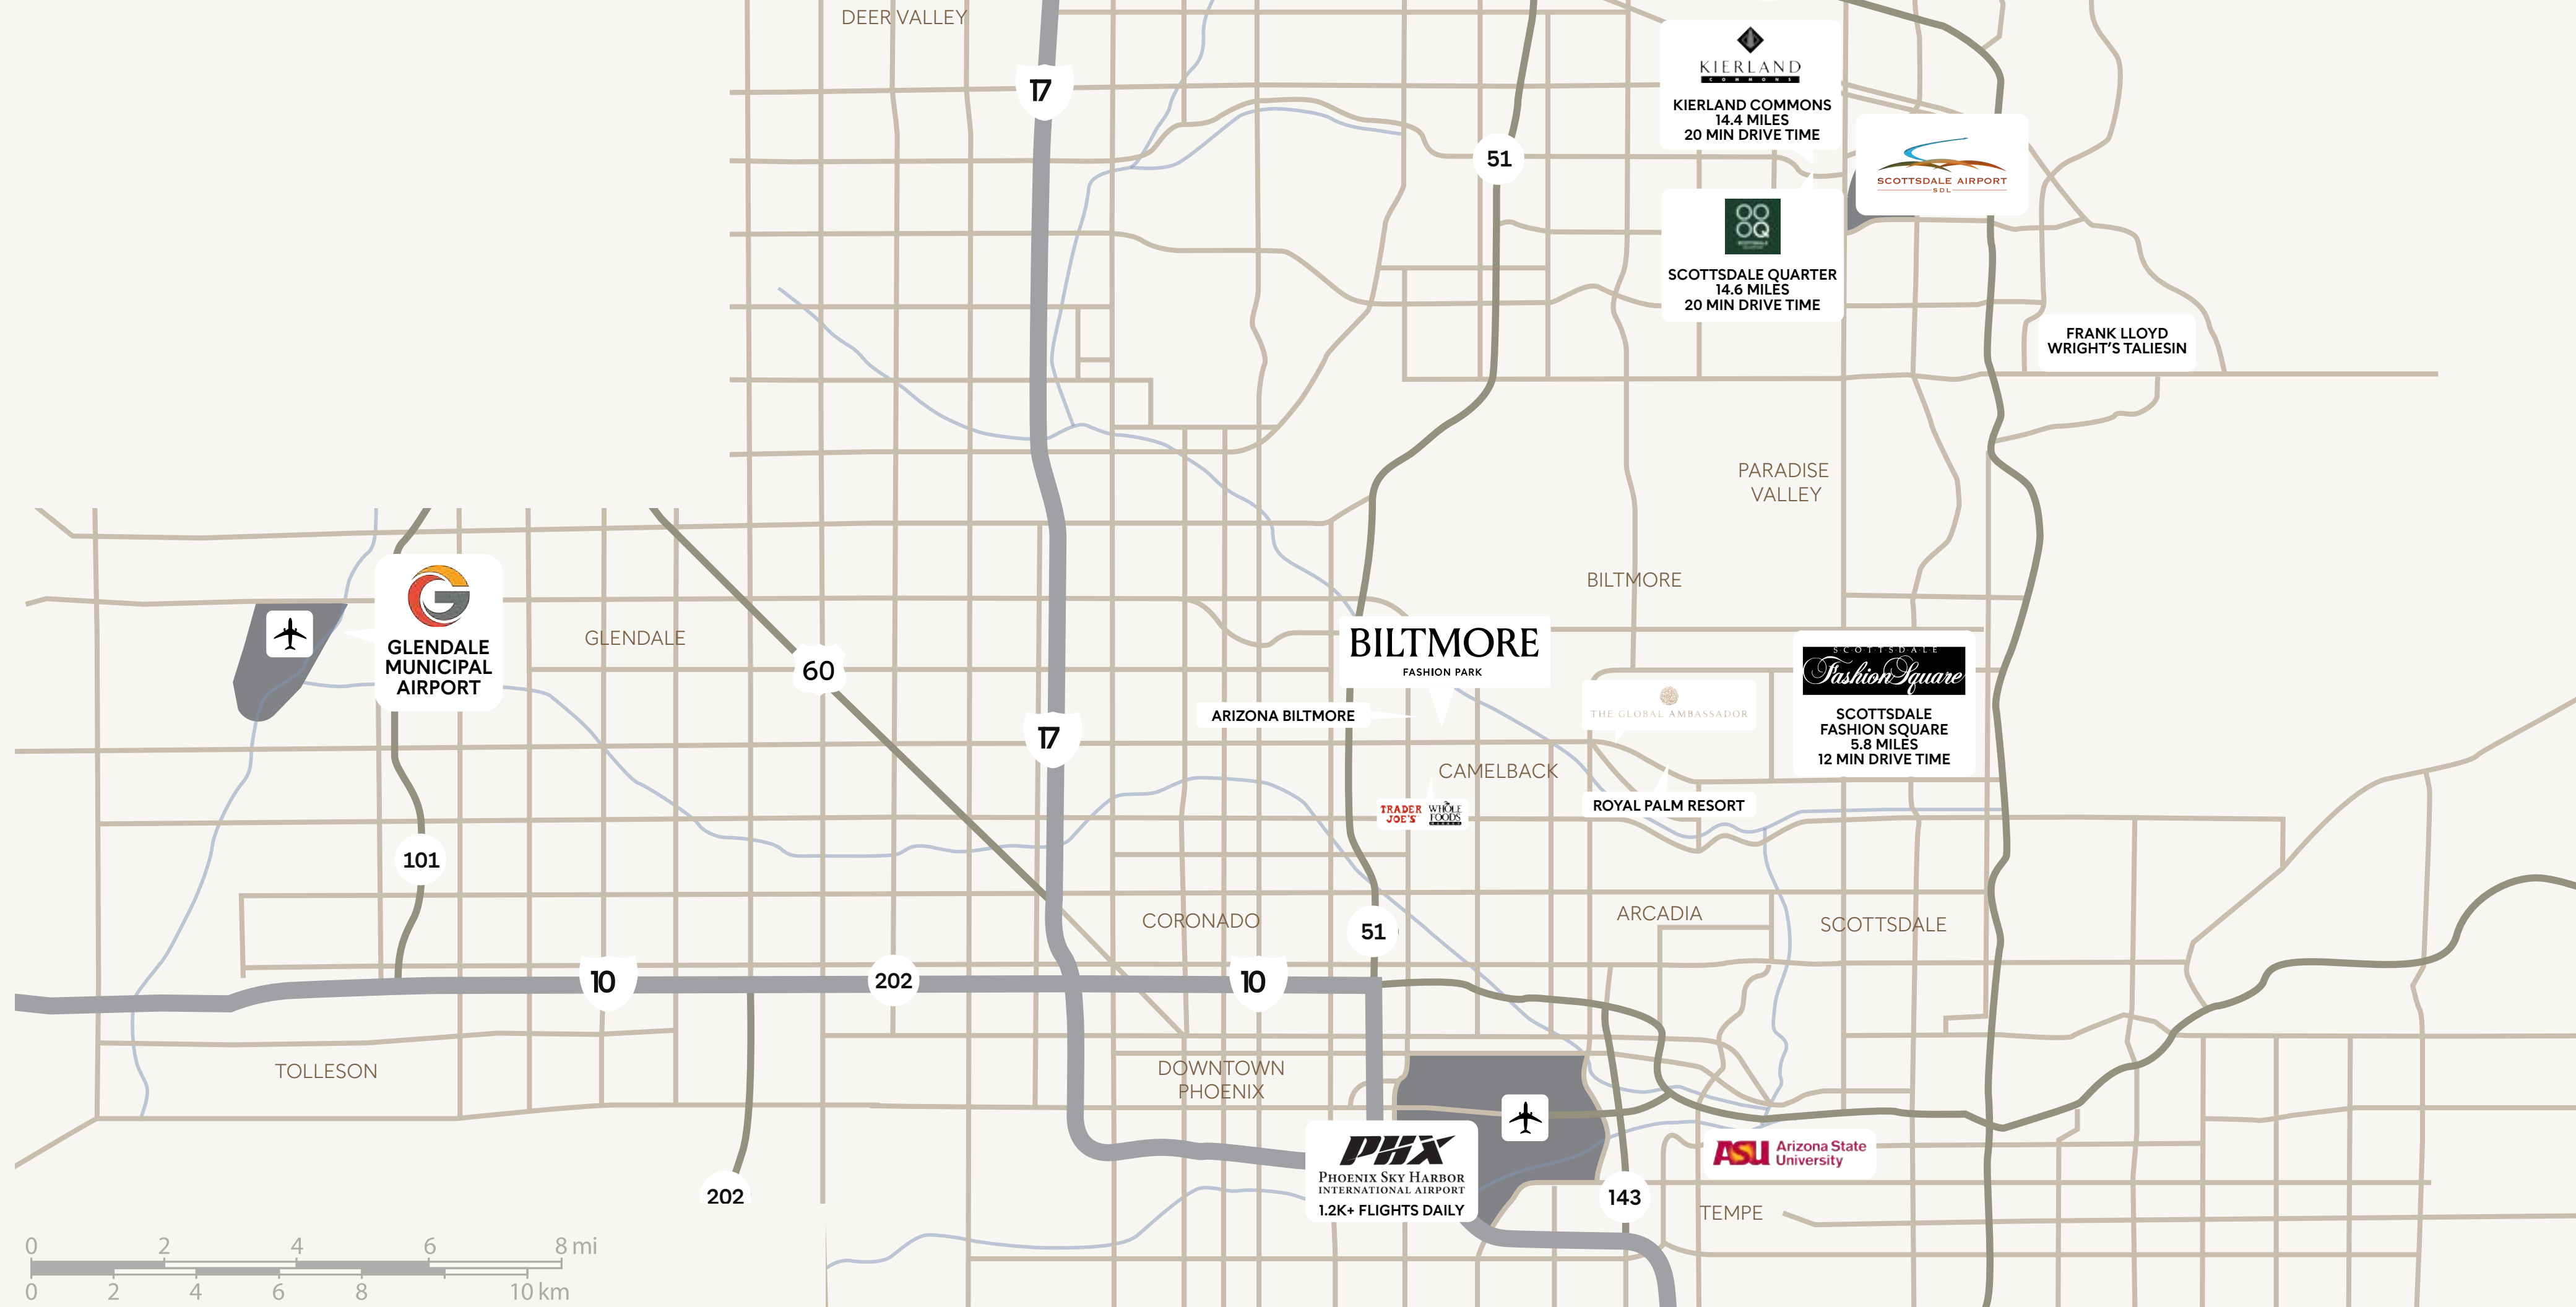 DEER VALLEY
17
51
KIERLAND
COMMONS
KIERLAND COMMONS
14.4 MILES
20 MIN DRIVE TIME
SCOTTSDALE AIRPORT
SDL
Q
SCOTTSDALE QUARTER
14.6 MILES
20 MIN DRIVE TIME
FRANK LLOYD
WRIGHT'S TALIESIN
PARADISE
VALLEY
BILTMORE
G
GLENDALE
MUNICIPAL
AIRPORT
GLENDALE
60
BILTMORE
FASHION PARK
ARIZONA BILTMORE
THE GLOBAL AMBASSADOR
SCOTTSDALE
Fashion Square
SCOTTSDALE
FASHION SQUARE
5.8 MILES
12 MIN DRIVE TIME
17
CAMELBACK
TRADER
JOE'S
WHOLE
FOODS
MARKET
ROYAL PALM RESORT
101
CORONADO
51
ARCADIA
SCOTTSDALE
10
202
10
TOLLESON
DOWNTOWN
PHOENIX
PHX
PHOENIX SKY HARBOR
INTERNATIONAL AIRPORT
1.2K+ FLIGHTS DAILY
ASU
Arizona State
University
202
143
TEMPE
0 2 4 6 8 mi
0 2 4 6 8 10 km